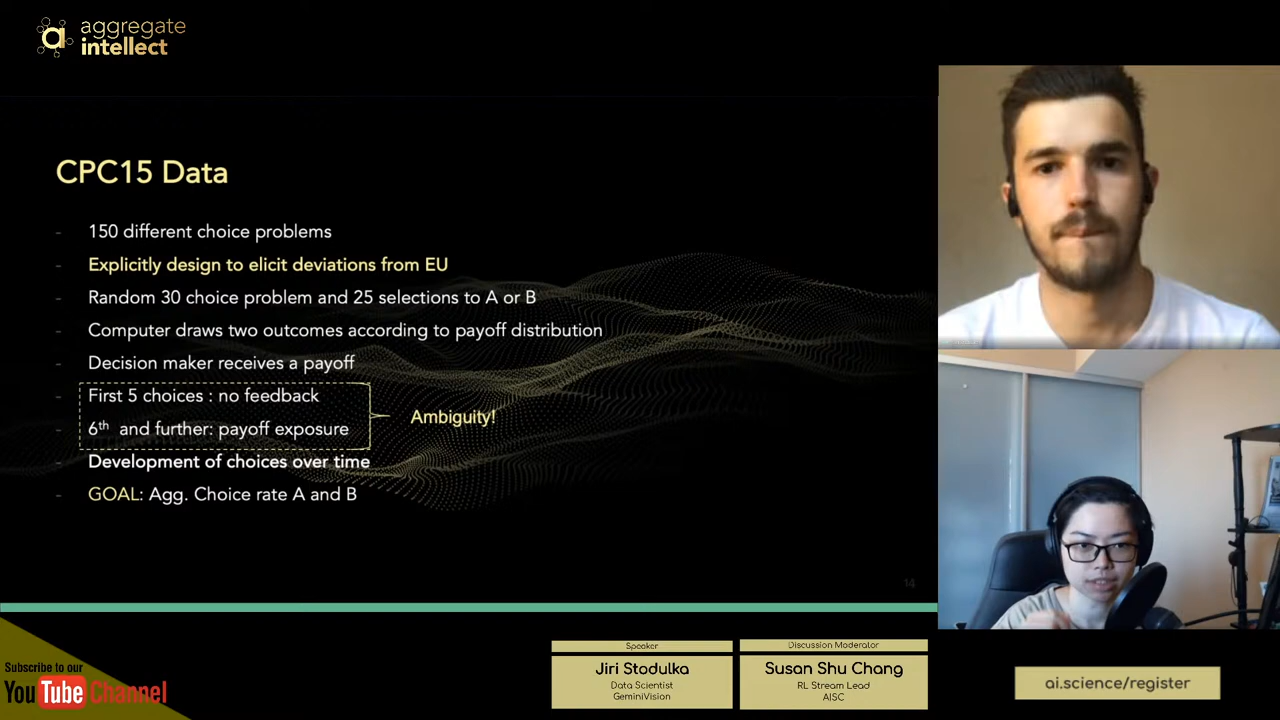 aggregate
intellect
CPC15 Data
- 150 different choice problems
- Explicitly design to elicit deviations from EU
- Random 30 choice problem and 25 selections to A or B
- Computer draws two outcomes according to payoff distribution
- Decision maker receives a payoff
- First 5 choices : no feedback
- 6th and further: payoff exposure
Ambiguity!
- Development of choices over time
- GOAL: Agg. Choice rate A and B
14
Subscribe to our
YouTube Channel
Speaker
Jiri Stodulka
Data Scientist
GeminiVision
Discussion Moderator
Susan Shu Chang
RL Stream Lead
AISC
ai.science/register